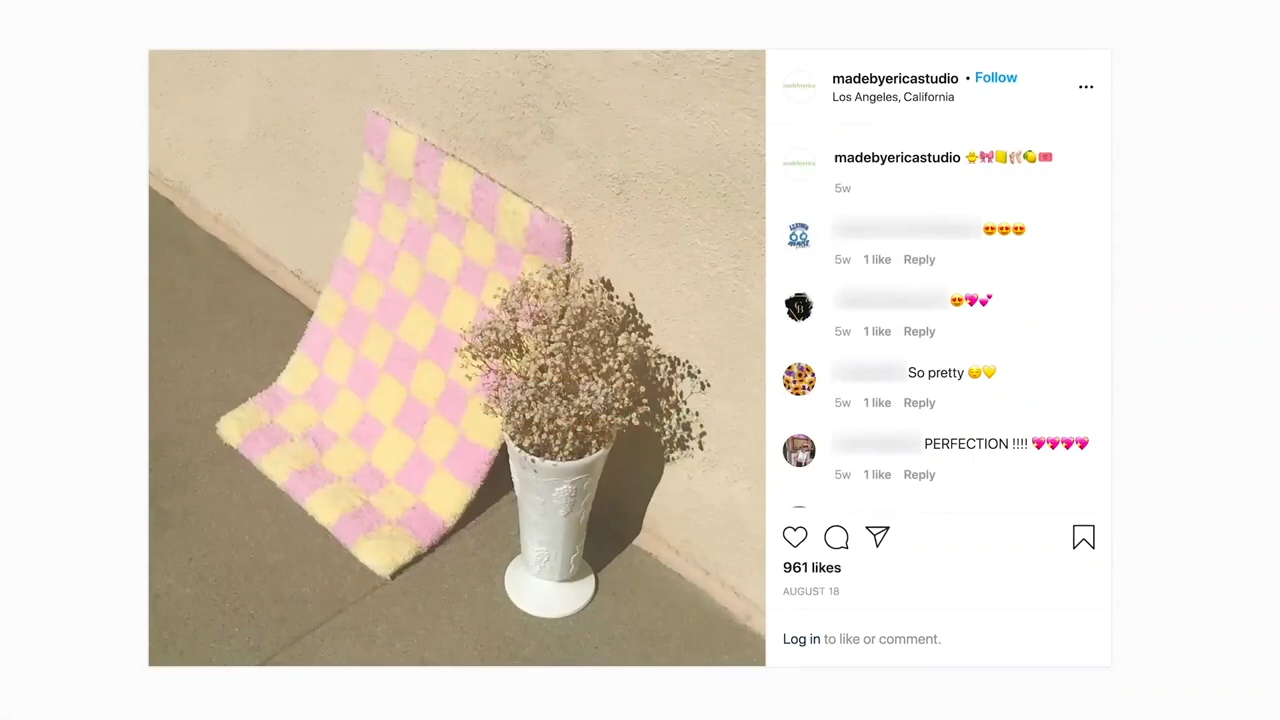 madebyericastudio • Follow
Los Angeles, California
madebyericastudio 🐥🎀📒👣🍋🎟️
5w
😍😍😍
5w 1 like Reply
😍💖💕
5w 1 like Reply
So pretty 😌💛
5w 1 like Reply
PERFECTION !!!! 💖💖💖💖
5w 1 like Reply
961 likes
AUGUST 18
Log in to like or comment.